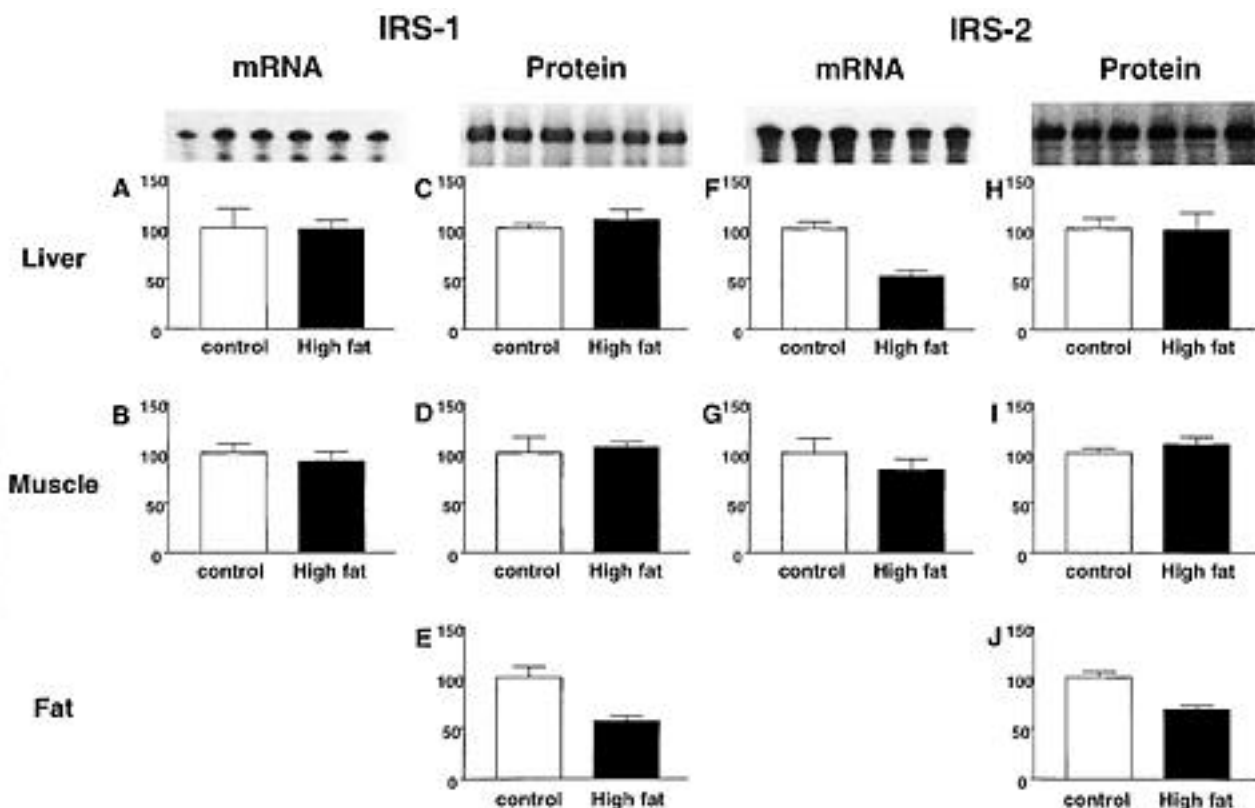 IRS-1 IRS-2
mRNA Protein mRNA Protein
Liver
A 150 100 50 0 control High fat
C 150 100 50 0 control High fat
F 150 100 50 0 control High fat
H 150 100 50 0 control High fat
Muscle
B 150 100 50 0 control High fat
D 150 100 50 0 control High fat
G 150 100 50 0 control High fat
I 150 100 50 0 control High fat
Fat
E 150 100 50 0 control High fat
J 150 100 50 0 control High fat